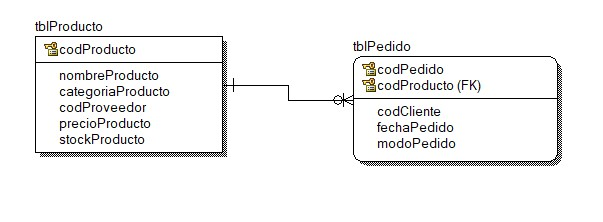 tblProducto
codProducto
nombreProducto
categoriaProducto
codProveedor
precioProducto
stockProducto
tblPedido
codPedido
codProducto (FK)
codCliente
fechaPedido
modoPedido